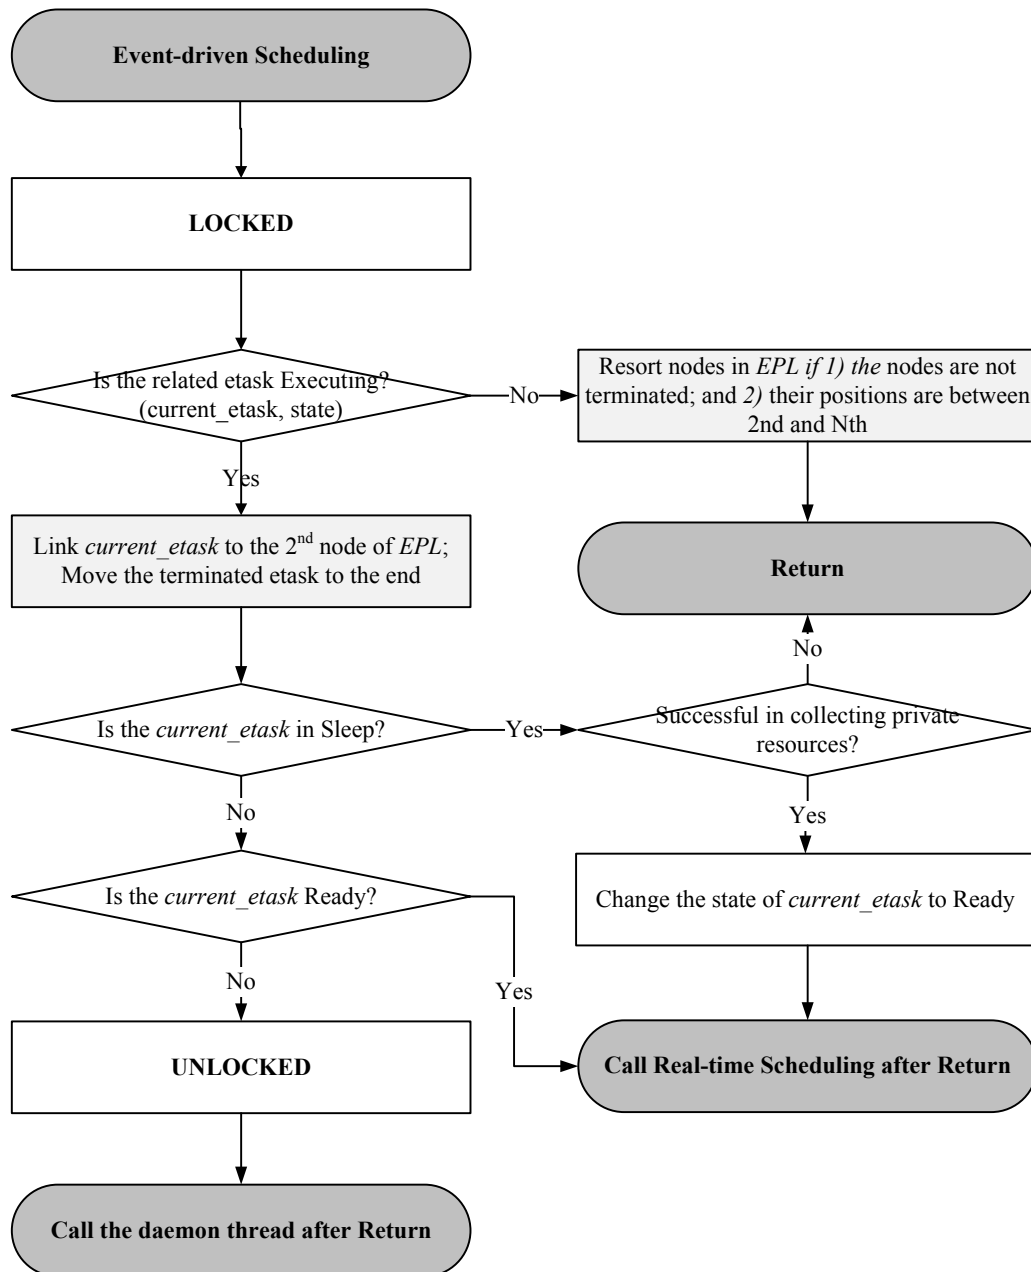 Event-driven Scheduling
LOCKED
Is the related etask Executing?
(current_etask, state)
No
Resort nodes in EPL if 1) the nodes are not
terminated; and 2) their positions are between
2nd and Nth
Yes
Link current_etask to the 2nd node of EPL;
Move the terminated etask to the end
Return
No
Is the current_etask in Sleep?
Yes
Successful in collecting private
resources?
No
Yes
Is the current_etask Ready?
Change the state of current_etask to Ready
No
Yes
UNLOCKED
Call Real-time Scheduling after Return
Call the daemon thread after Return